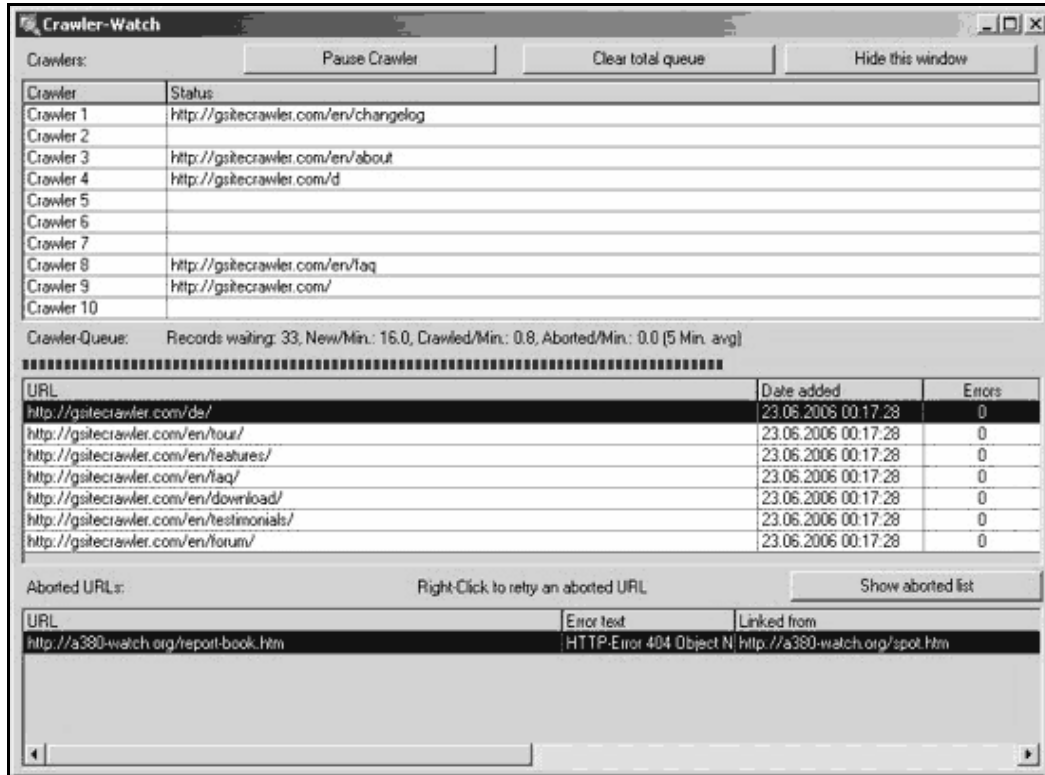 Crawler-Watch
Crawlers: Pause Crawler Clear total queue Hide this window
Crawler Status
Crawler 1 http://gsitecrawler.com/en/changelog
Crawler 2
Crawler 3 http://gsitecrawler.com/en/about
Crawler 4 http://gsitecrawler.com/d
Crawler 5
Crawler 6
Crawler 7
Crawler 8 http://gsitecrawler.com/en/faq
Crawler 9 http://gsitecrawler.com/
Crawler 10
Crawler-Queue: Records waiting: 33, New/Min.: 16.0, Crawled/Min.: 0.8, Aborted/Min.: 0.0 (5 Min. avg)
URL Date added Errors
http://gsitecrawler.com/de/ 23.06.2006 00:17:28 0
http://gsitecrawler.com/en/tour/ 23.06.2006 00:17:28 0
http://gsitecrawler.com/en/features/ 23.06.2006 00:17:28 0
http://gsitecrawler.com/en/faq/ 23.06.2006 00:17:28 0
http://gsitecrawler.com/en/download/ 23.06.2006 00:17:28 0
http://gsitecrawler.com/en/testimonials/ 23.06.2006 00:17:28 0
http://gsitecrawler.com/en/forum/ 23.06.2006 00:17:28 0
Aborted URLs: Right-Click to retry an aborted URL Show aborted list
URL Error text Linked from
http://a380-watch.org/report-book.htm HTTP-Error 404 Object N http://a380-watch.org/spot.htm